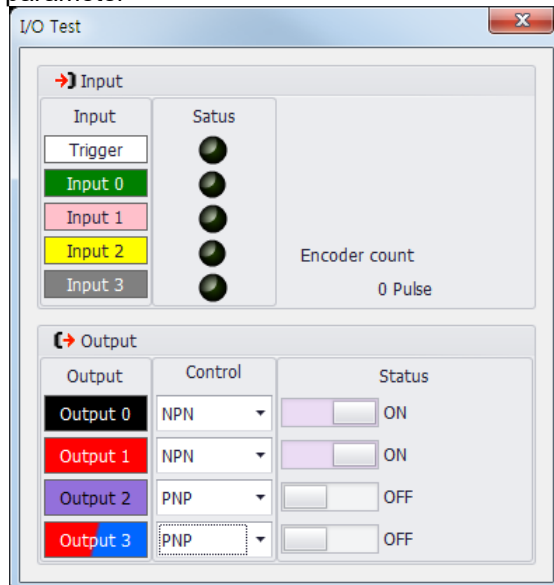 parameter
I/O Test
Input
Input Satus
Trigger
Input 0
Input 1
Input 2
Input 3
Encoder count
0 Pulse
Output
Output Control Status
Output 0 NPN ON
Output 1 NPN ON
Output 2 PNP OFF
Output 3 PNP OFF